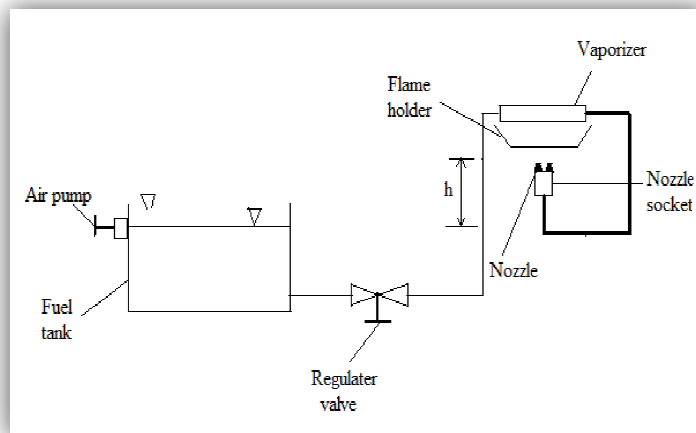 Vaporizer
Flame
holder
h
Air pump
Nozzle
socket
Nozzle
Fuel
tank
Regulater
valve